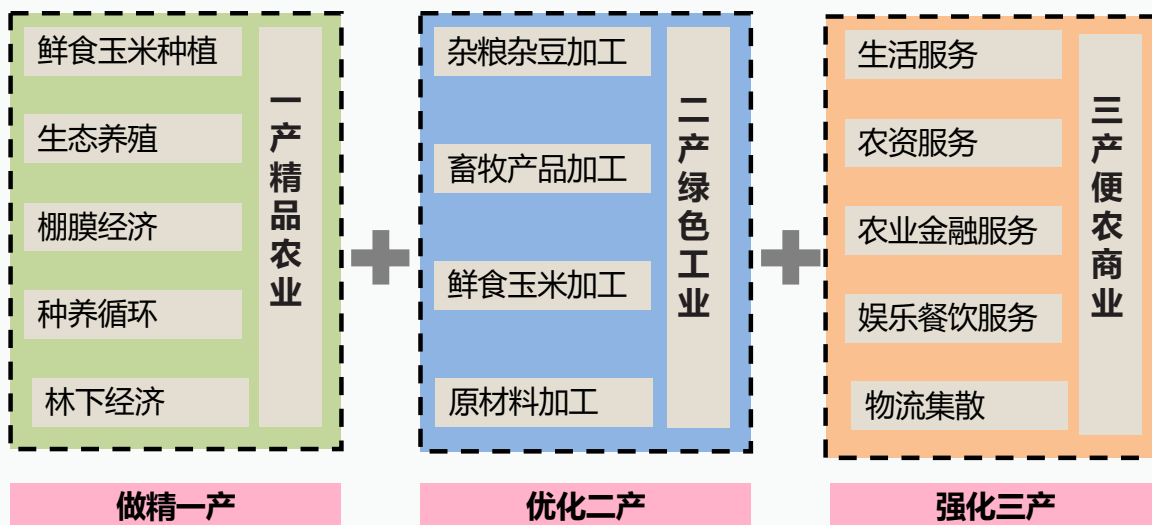 鲜食玉米种植
生态养殖
棚膜经济
种养循环
林下经济
一产精品农业
做精一产
杂粮杂豆加工
畜牧产品加工
鲜食玉米加工
原材料加工
二产绿色工业
优化二产
生活服务
农资服务
农业金融服务
娱乐餐饮服务
物流集散
三产便农商业
强化三产